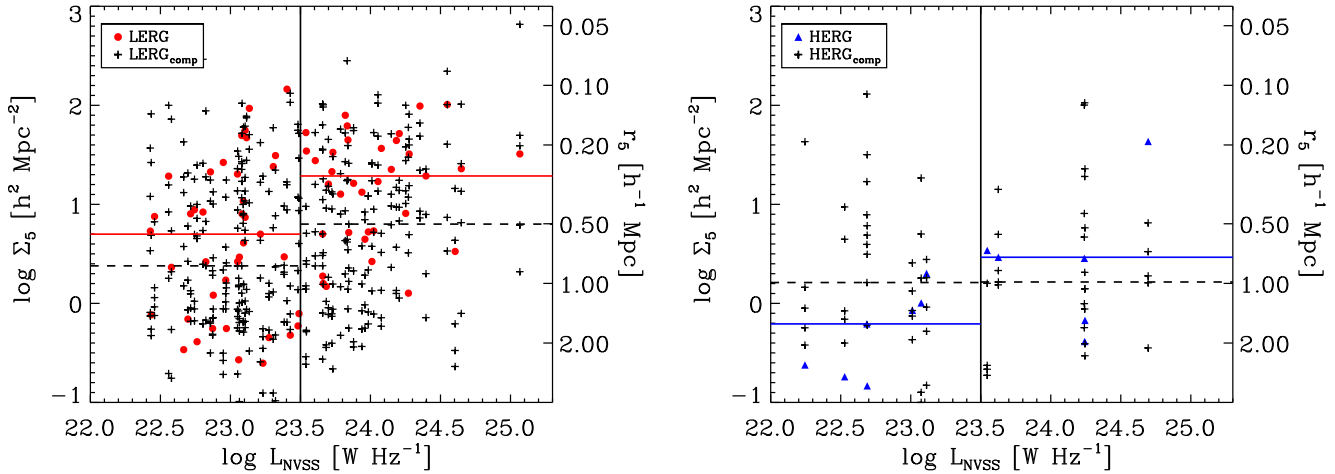 LERG
LERG_comp
3
2
1
0
−1
log Σ₅ [h² Mpc⁻²]
0.05
0.10
0.20
0.50
1.00
2.00
r₅ [h⁻¹ Mpc]
22.0 22.5 23.0 23.5 24.0 24.5 25.0
log L_NVSS [W Hz⁻¹]
HERG
HERG_comp
3
2
1
0
−1
log Σ₅ [h² Mpc⁻²]
0.05
0.10
0.20
0.50
1.00
2.00
r₅ [h⁻¹ Mpc]
22.0 22.5 23.0 23.5 24.0 24.5 25.0
log L_NVSS [W Hz⁻¹]